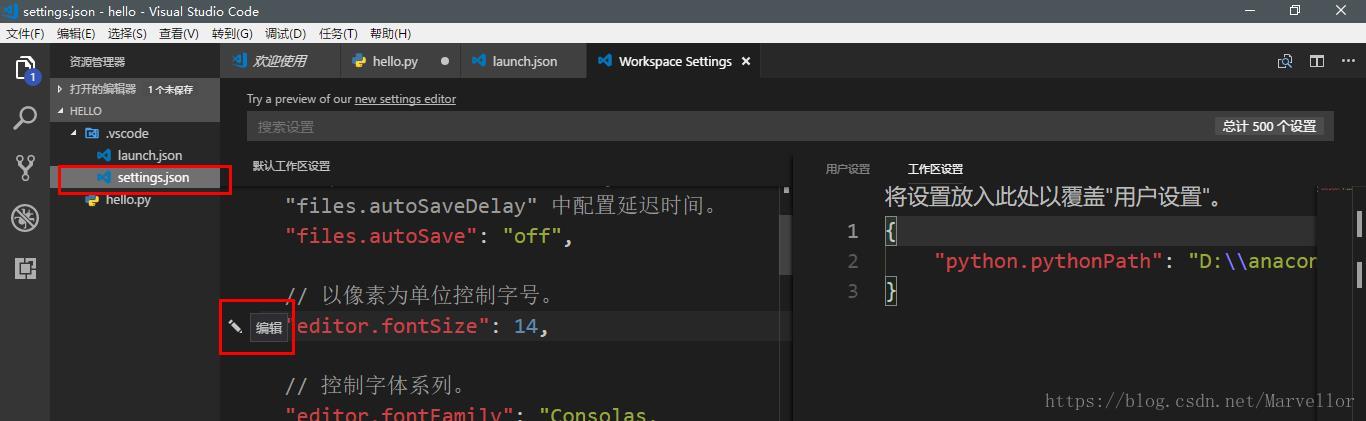 settings.json - hello - Visual Studio Code
文件(F) 编辑(E) 选择(S) 查看(V) 转到(G) 调试(D) 任务(T) 帮助(H)
资源管理器
欢迎使用 hello.py launch.json Workspace Settings
1
打开的编辑器 1 个未保存
HELLO
.vscode
launch.json
settings.json
hello.py
Try a preview of our new settings editor
搜索设置 总计 500 个设置
默认工作区设置
"files.autoSaveDelay" 中配置延迟时间。
"files.autoSave": "off",
// 以像素为单位控制字号。
编辑
"editor.fontSize": 14,
// 控制字体系列。
"editor.fontFamily": "Consolas,
用户设置 工作区设置
将设置放入此处以覆盖"用户设置"。
1 {
2 "python.pythonPath": "D:\\anacon
3 }
https://blog.csdn.net/Marvellor